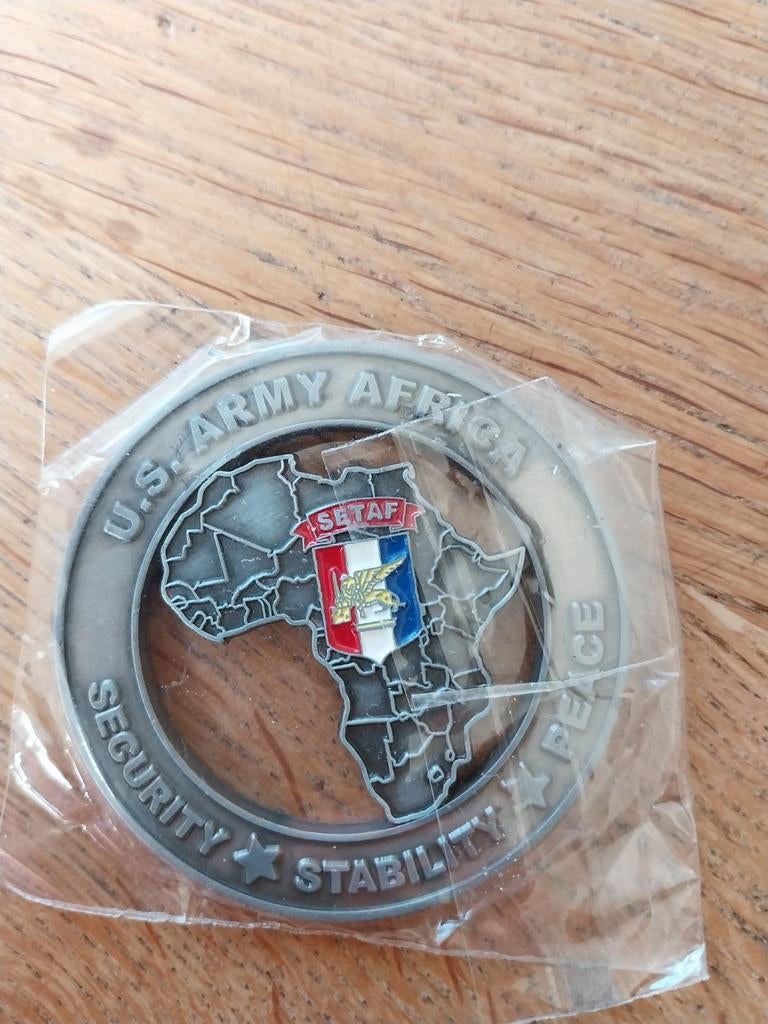 U.S. ARMY AFRICA
SETAF
SECURITY ★ STABILITY ★ PEACE